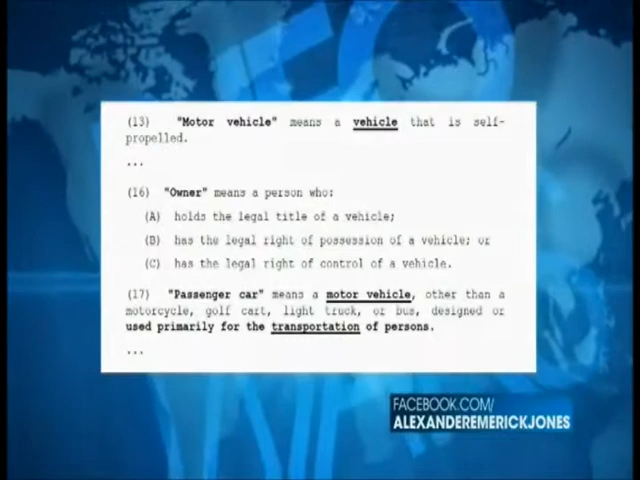 (13) "Motor vehicle" means a vehicle that is self-
propelled.
...
(16) "Owner" means a person who:
(A) holds the legal title of a vehicle;
(B) has the legal right of possession of a vehicle; or
(C) has the legal right of control of a vehicle.
(17) "Passenger car" means a motor vehicle, other than a
motorcycle, golf cart, light truck, or bus, designed or
used primarily for the transportation of persons.
...
FACEBOOK.COM/
ALEXANDEREMERICKJONES